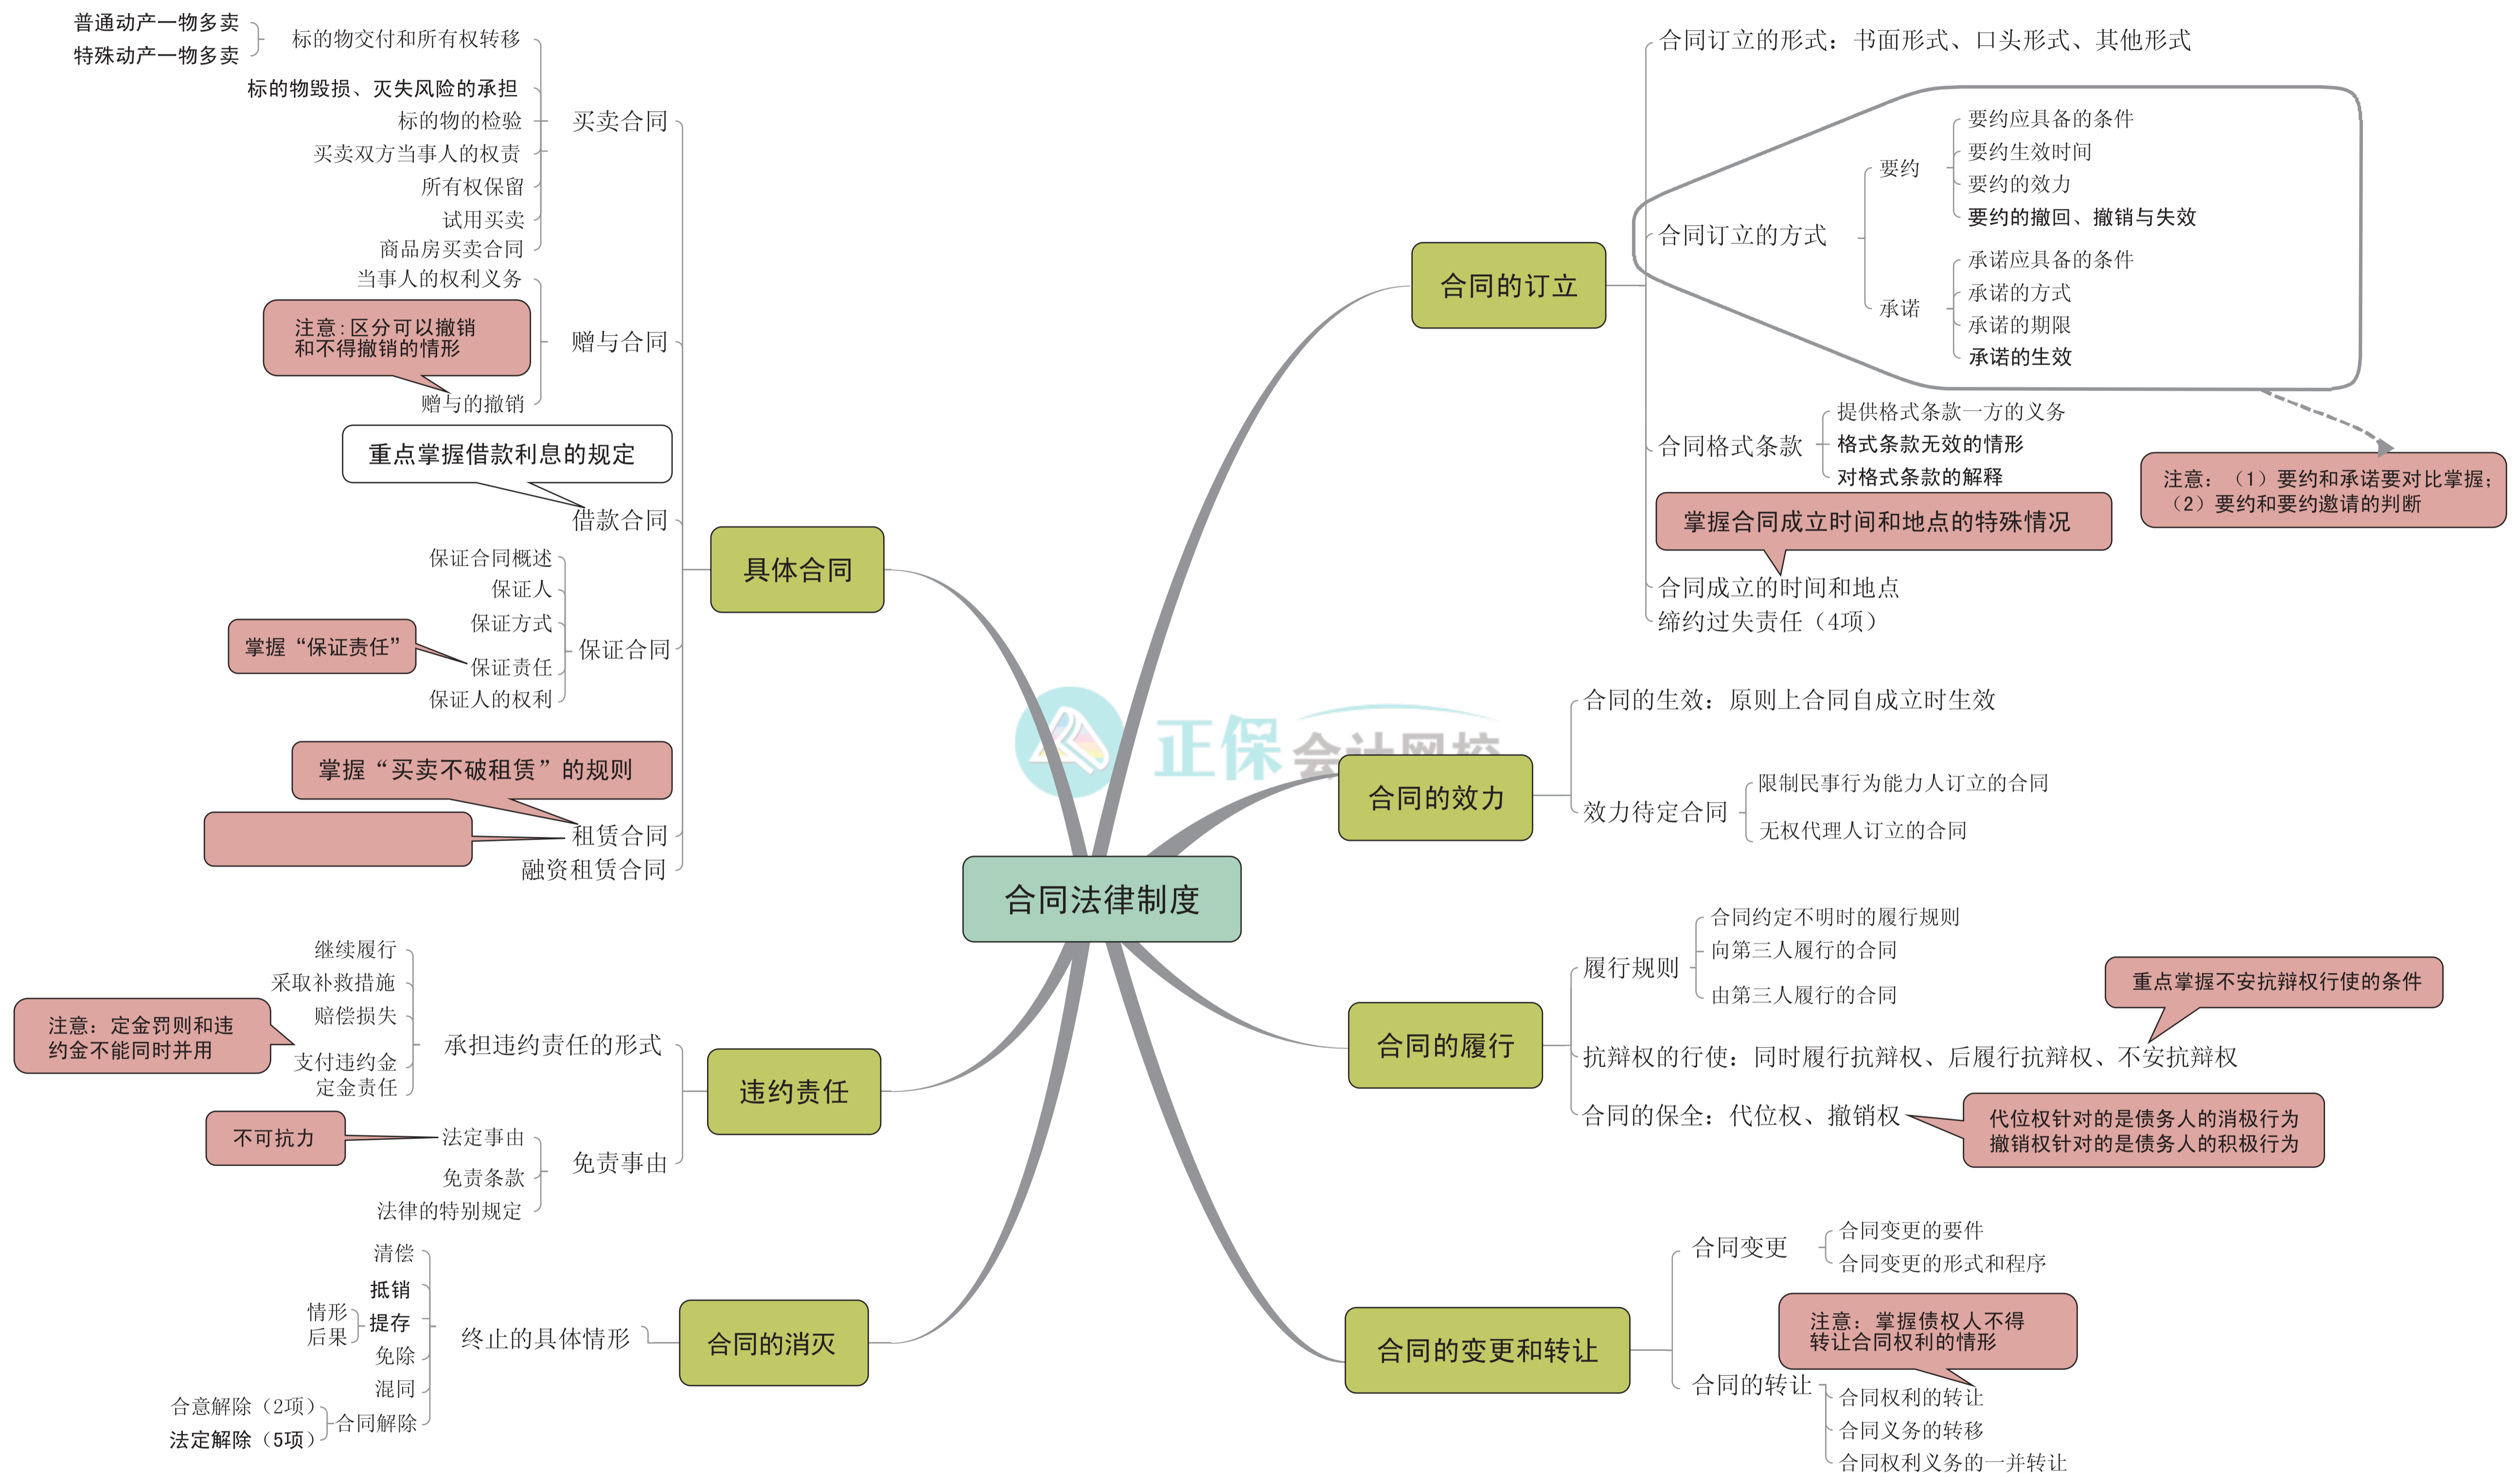 普通动产一物多卖
特殊动产一物多卖
标的物交付和所有权转移
标的物毁损、灭失风险的承担
标的物的检验
买卖双方当事人的权责
所有权保留
试用买卖
商品房买卖合同
买卖合同
当事人的权利义务
注意:区分可以撤销
和不得撤销的情形
赠与的撤销
赠与合同
重点掌握借款利息的规定
借款合同
保证合同概述
保证人
保证方式
掌握“保证责任”
保证责任
保证人的权利
保证合同
掌握“买卖不破租赁”的规则
租赁合同
融资租赁合同
具体合同
继续履行
采取补救措施
赔偿损失
注意：定金罚则和违
约金不能同时并用
支付违约金
定金责任
承担违约责任的形式
不可抗力
法定事由
免责条款
法律的特别规定
免责事由
违约责任
清偿
抵销
情形
后果
提存
免除
混同
合意解除（2项）
法定解除（5项）
合同解除
终止的具体情形
合同的消灭
合同法律制度
正保会计网校
合同的订立
合同订立的形式：书面形式、口头形式、其他形式
合同订立的方式
要约
要约应具备的条件
要约生效时间
要约的效力
要约的撤回、撤销与失效
承诺
承诺应具备的条件
承诺的方式
承诺的期限
承诺的生效
注意：（1）要约和承诺要对比掌握；
（2）要约和要约邀请的判断
合同格式条款
提供格式条款一方的义务
格式条款无效的情形
对格式条款的解释
掌握合同成立时间和地点的特殊情况
合同成立的时间和地点
缔约过失责任（4项）
合同的效力
合同的生效：原则上合同自成立时生效
效力待定合同
限制民事行为能力人订立的合同
无权代理人订立的合同
合同的履行
履行规则
合同约定不明时的履行规则
向第三人履行的合同
由第三人履行的合同
重点掌握不安抗辩权行使的条件
抗辩权的行使：同时履行抗辩权、后履行抗辩权、不安抗辩权
合同的保全：代位权、撤销权
代位权针对的是债务人的消极行为
撤销权针对的是债务人的积极行为
合同的变更和转让
合同变更
合同变更的要件
合同变更的形式和程序
注意：掌握债权人不得
转让合同权利的情形
合同的转让
合同权利的转让
合同义务的转移
合同权利义务的一并转让